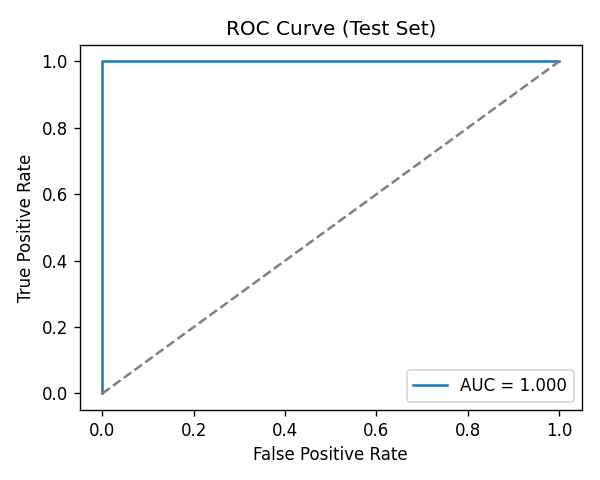 ROC Curve (Test Set)
True Positive Rate
1.0
0.8
0.6
0.4
0.2
0.0
AUC = 1.000
0.0 0.2 0.4 0.6 0.8 1.0
False Positive Rate